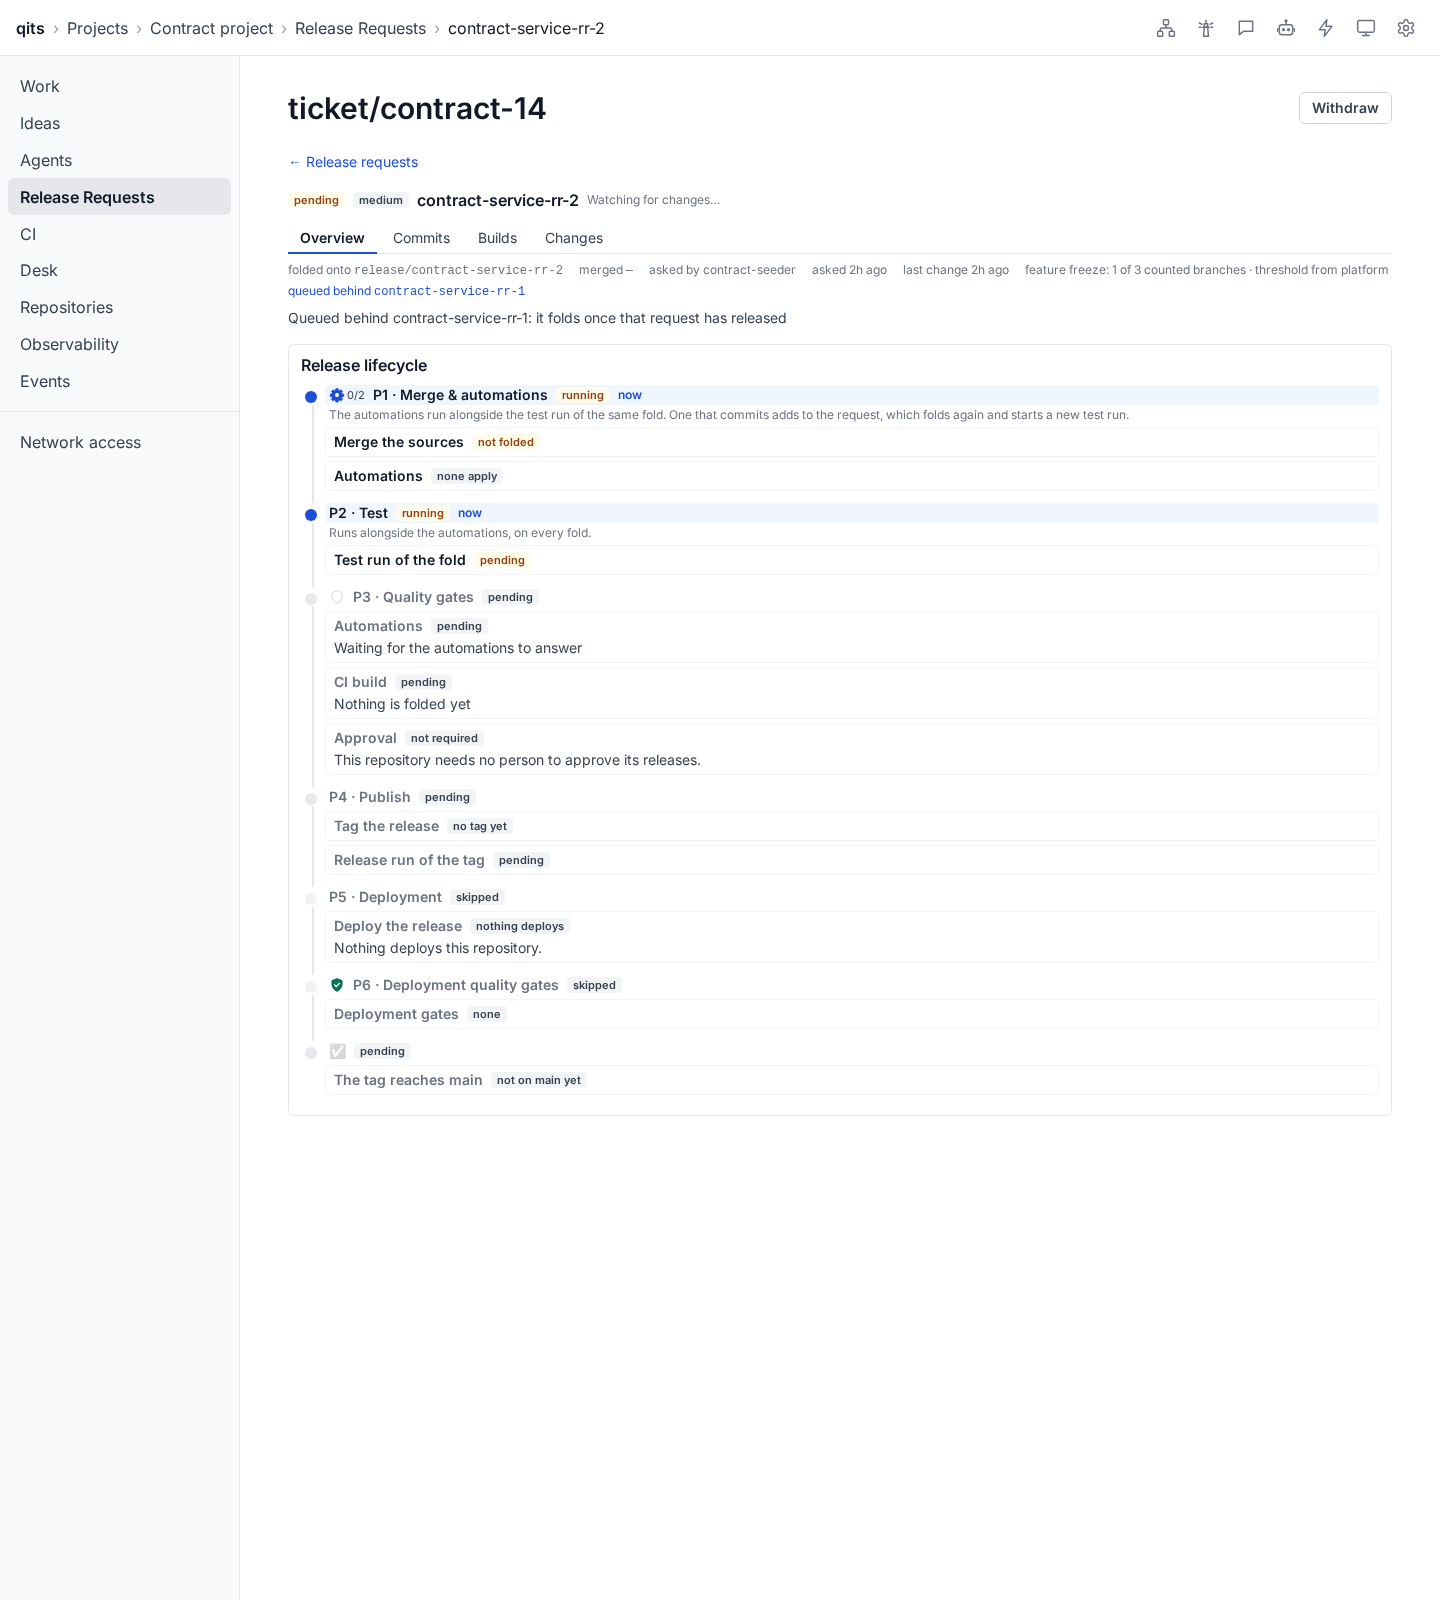 qits › Projects › Contract project › Release Requests › contract-service-rr-2
Work
Ideas
Agents
Release Requests
CI
Desk
Repositories
Observability
Events
Network access
ticket/contract-14
Withdraw
← Release requests
pending medium contract-service-rr-2 Watching for changes...
Overview Commits Builds Changes
folded onto release/contract-service-rr-2 merged — asked by contract-seeder asked 2h ago last change 2h ago feature freeze: 1 of 3 counted branches · threshold from platform
queued behind contract-service-rr-1
Queued behind contract-service-rr-1: it folds once that request has released
Release lifecycle
0/2 P1 · Merge & automations running now
The automations run alongside the test run of the same fold. One that commits adds to the request, which folds again and starts a new test run.
Merge the sources not folded
Automations none apply
P2 · Test running now
Runs alongside the automations, on every fold.
Test run of the fold pending
P3 · Quality gates pending
Automations pending
Waiting for the automations to answer
CI build pending
Nothing is folded yet
Approval not required
This repository needs no person to approve its releases.
P4 · Publish pending
Tag the release no tag yet
Release run of the tag pending
P5 · Deployment skipped
Deploy the release nothing deploys
Nothing deploys this repository.
P6 · Deployment quality gates skipped
Deployment gates none
pending
The tag reaches main not on main yet